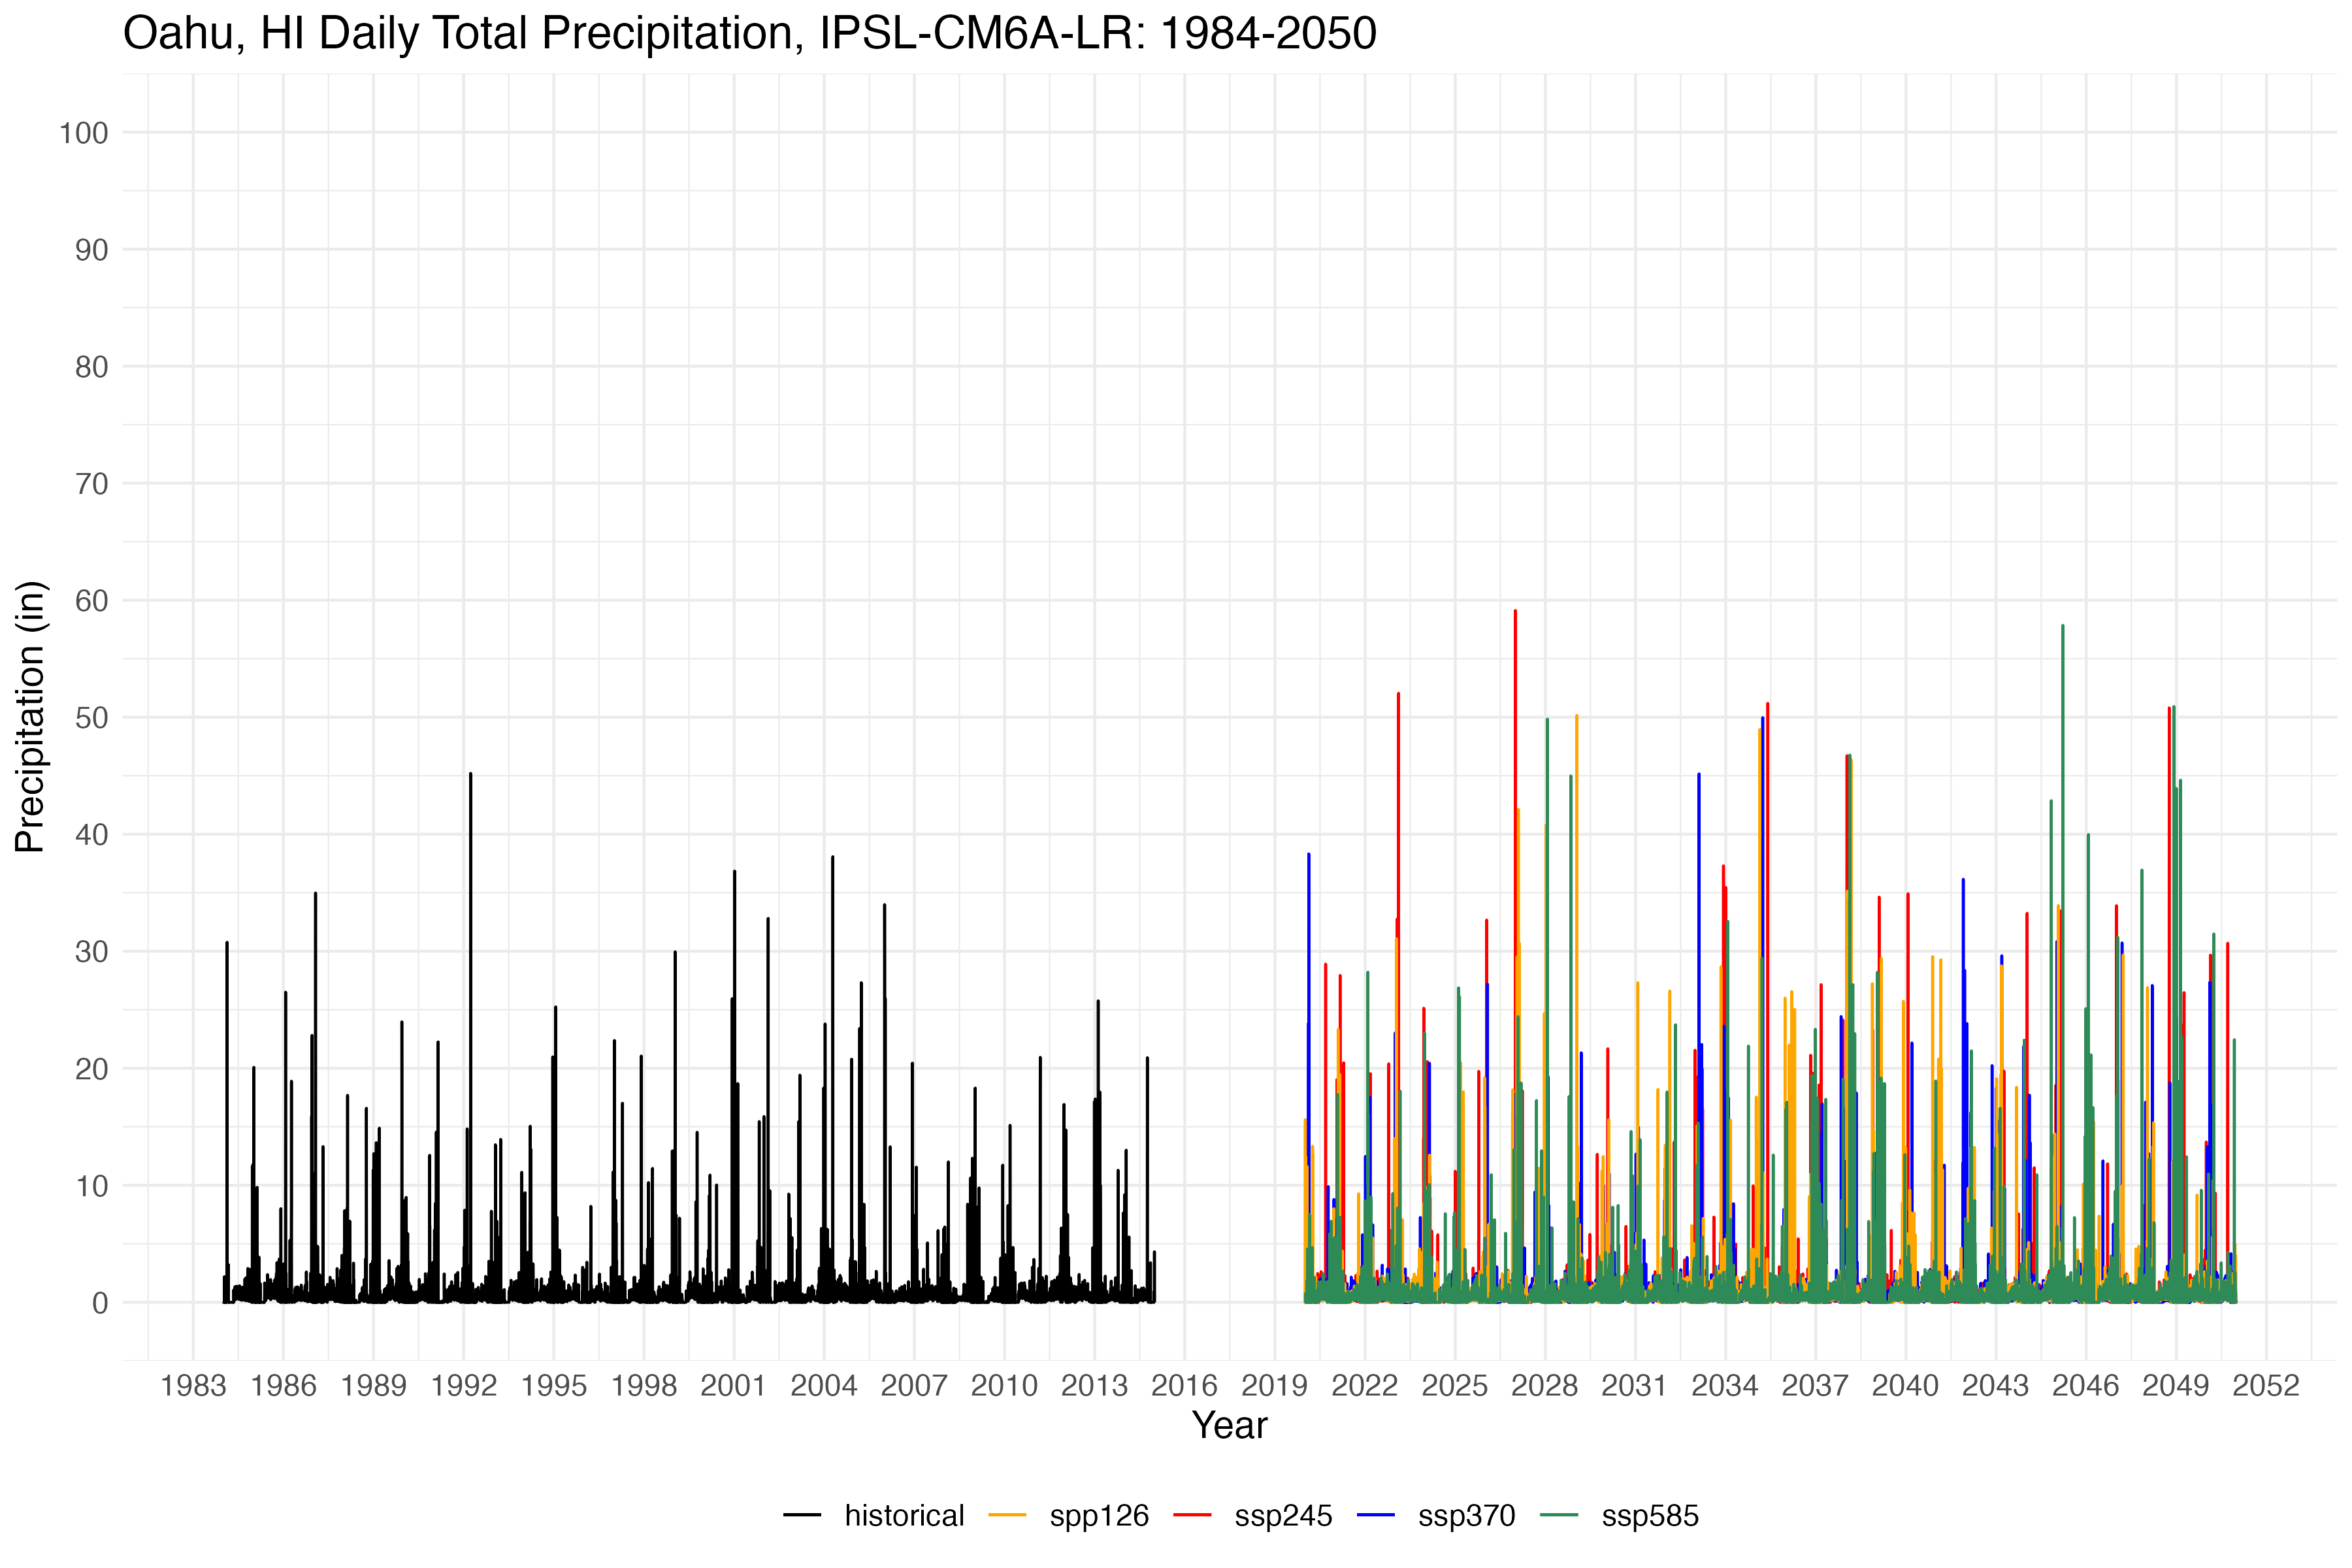 Oahu, HI Daily Total Precipitation, IPSL-CM6A-LR: 1984-2050
100
90
80
70
60
50
40
30
20
10
0
Precipitation (in)
1983 1986 1989 1992 1995 1998 2001 2004 2007 2010 2013 2016 2019 2022 2025 2028 2031 2034 2037 2040 2043 2046 2049 2052
Year
historical spp126 ssp245 ssp370 ssp585